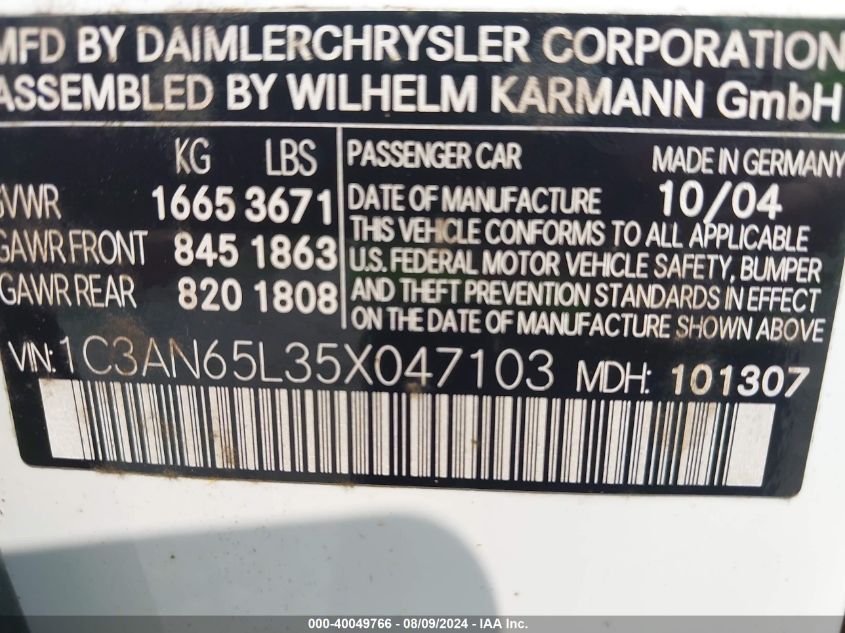 MFD BY DAIMLERCHRYSLER CORPORATION
ASSEMBLED BY WILHELM KARMANN GmbH
KG LBS
GVWR 1665 3671
GAWR FRONT 845 1863
GAWR REAR 820 1808
PASSENGER CAR MADE IN GERMANY
DATE OF MANUFACTURE 10/04
THIS VEHICLE CONFORMS TO ALL APPLICABLE
U.S. FEDERAL MOTOR VEHICLE SAFETY, BUMPER
AND THEFT PREVENTION STANDARDS IN EFFECT
ON THE DATE OF MANUFACTURE SHOWN ABOVE
VIN: 1C3AN65L35X047103 MDH: 101307
000-40049766 - 08/09/2024 - IAA Inc.